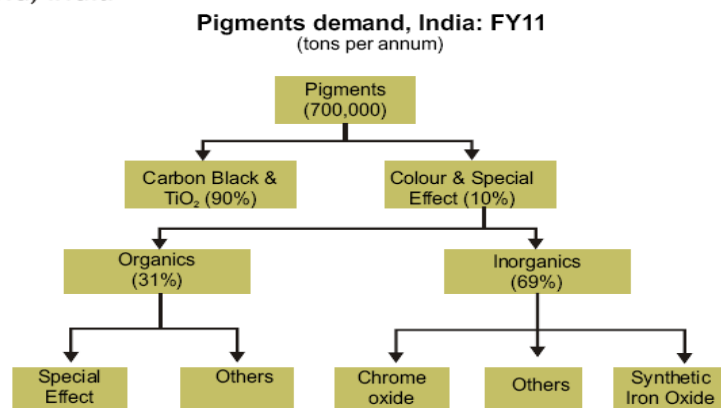 Pigments demand, India: FY11
(tons per annum)
Pigments
(700,000)
Carbon Black &
TiO₂ (90%)
Colour & Special
Effect (10%)
Organics
(31%)
Inorganics
(69%)
Special
Effect
Others
Chrome
oxide
Others
Synthetic
Iron Oxide